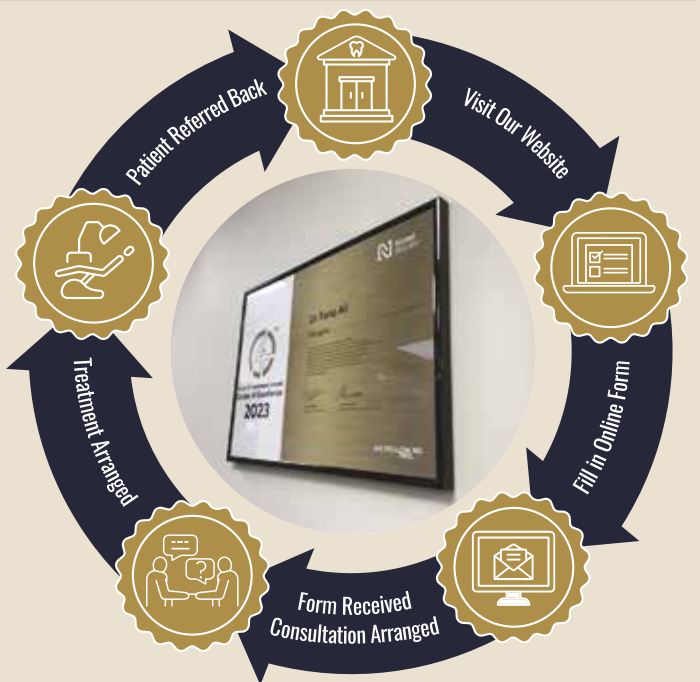 Visit Our Website
Fill in Online Form
Form Received
Consultation Arranged
Treatment Arranged
Patient Referred Back
2023
?